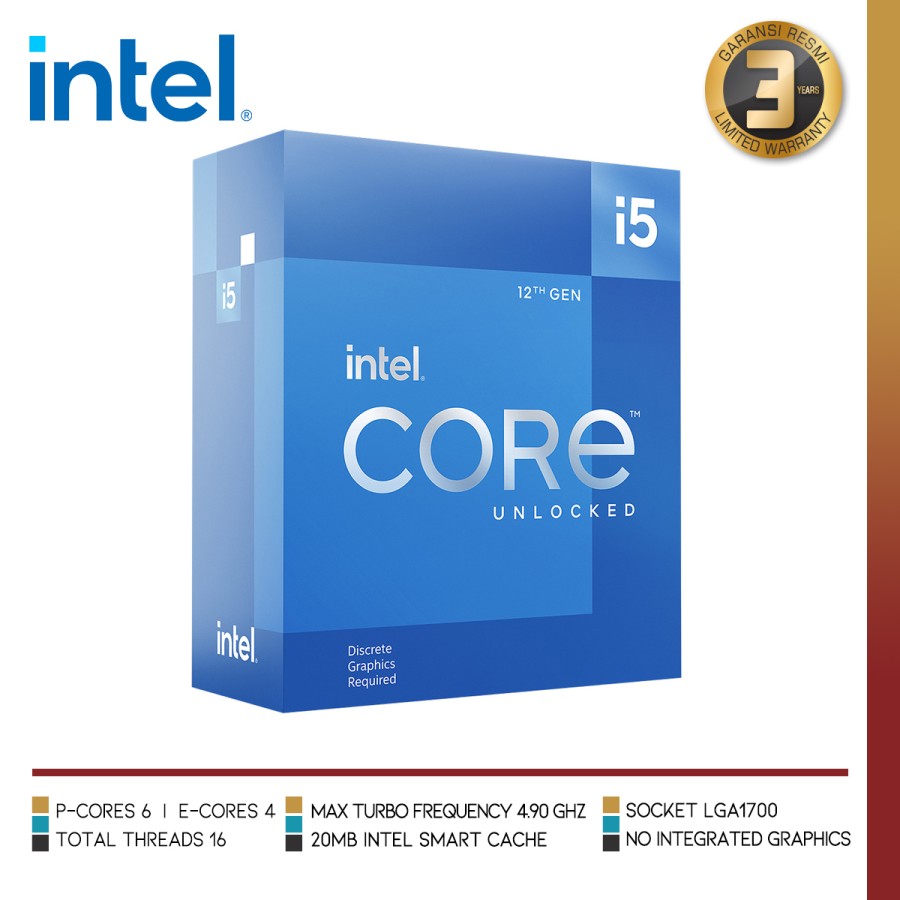 intel®
GARANSI RESMI
3 YEARS
LIMITED WARRANTY
i5
i5
12TH GEN
intel.
CORE™
UNLOCKED
intel.
Discrete
Graphics
Required
P-CORES 6 | E-CORES 4
TOTAL THREADS 16
MAX TURBO FREQUENCY 4.90 GHZ
20MB INTEL SMART CACHE
SOCKET LGA1700
NO INTEGRATED GRAPHICS